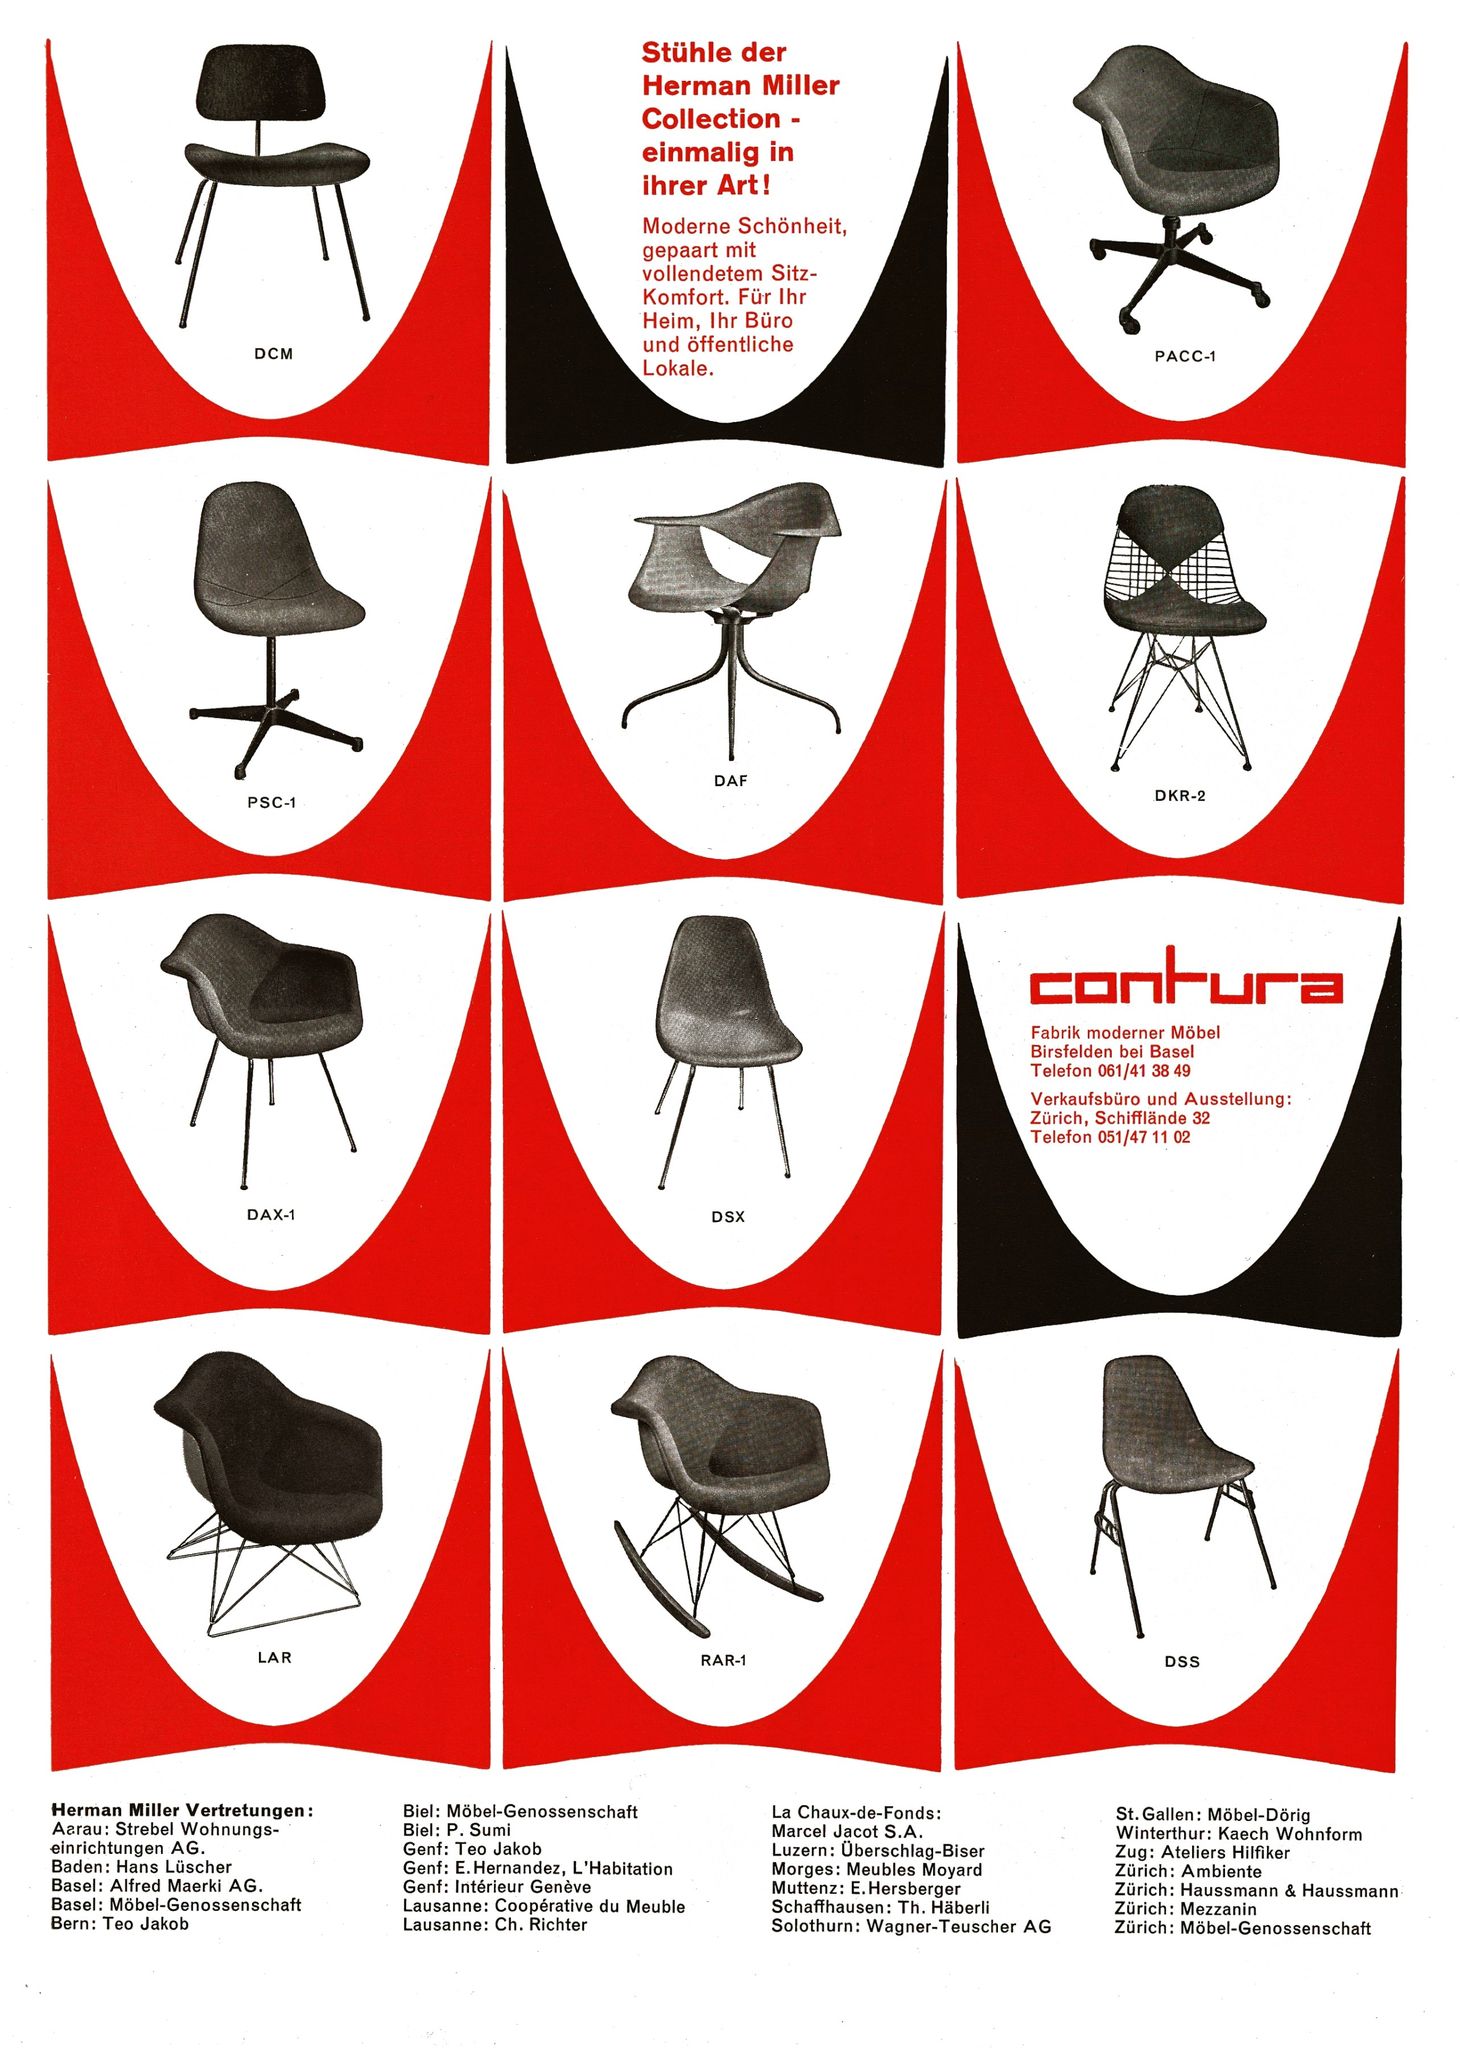 DCM
Stühle der
Herman Miller
Collection -
einmalig in
ihrer Art!
Moderne Schönheit,
gepaart mit
vollendetem Sitz-
Komfort. Für Ihr
Heim, Ihr Büro
und öffentliche
Lokale.
PACC-1
PSC-1
DAF
DKR-2
DAX-1
DSX
contura
Fabrik moderner Möbel
Birsfelden bei Basel
Telefon 061/41 38 49
Verkaufsbüro und Ausstellung:
Zürich, Schifflände 32
Telefon 051/47 11 02
LAR
RAR-1
DSS
Herman Miller Vertretungen:
Aarau: Strebel Wohnungs-
einrichtungen AG.
Baden: Hans Lüscher
Basel: Alfred Maerki AG.
Basel: Möbel-Genossenschaft
Bern: Teo Jakob
Biel: Möbel-Genossenschaft
Biel: P. Sumi
Genf: Teo Jakob
Genf: E. Hernandez, L'Habitation
Genf: Intérieur Genève
Lausanne: Coopérative du Meuble
Lausanne: Ch. Richter
La Chaux-de-Fonds:
Marcel Jacot S.A.
Luzern: Überschlag-Biser
Morges: Meubles Moyard
Muttenz: E. Hersberger
Schaffhausen: Th. Häberli
Solothurn: Wagner-Teuscher AG
St. Gallen: Möbel-Dörig
Winterthur: Kaech Wohnform
Zug: Ateliers Hilfiker
Zürich: Ambiente
Zürich: Haussmann & Haussmann
Zürich: Mezzanin
Zürich: Möbel-Genossenschaft